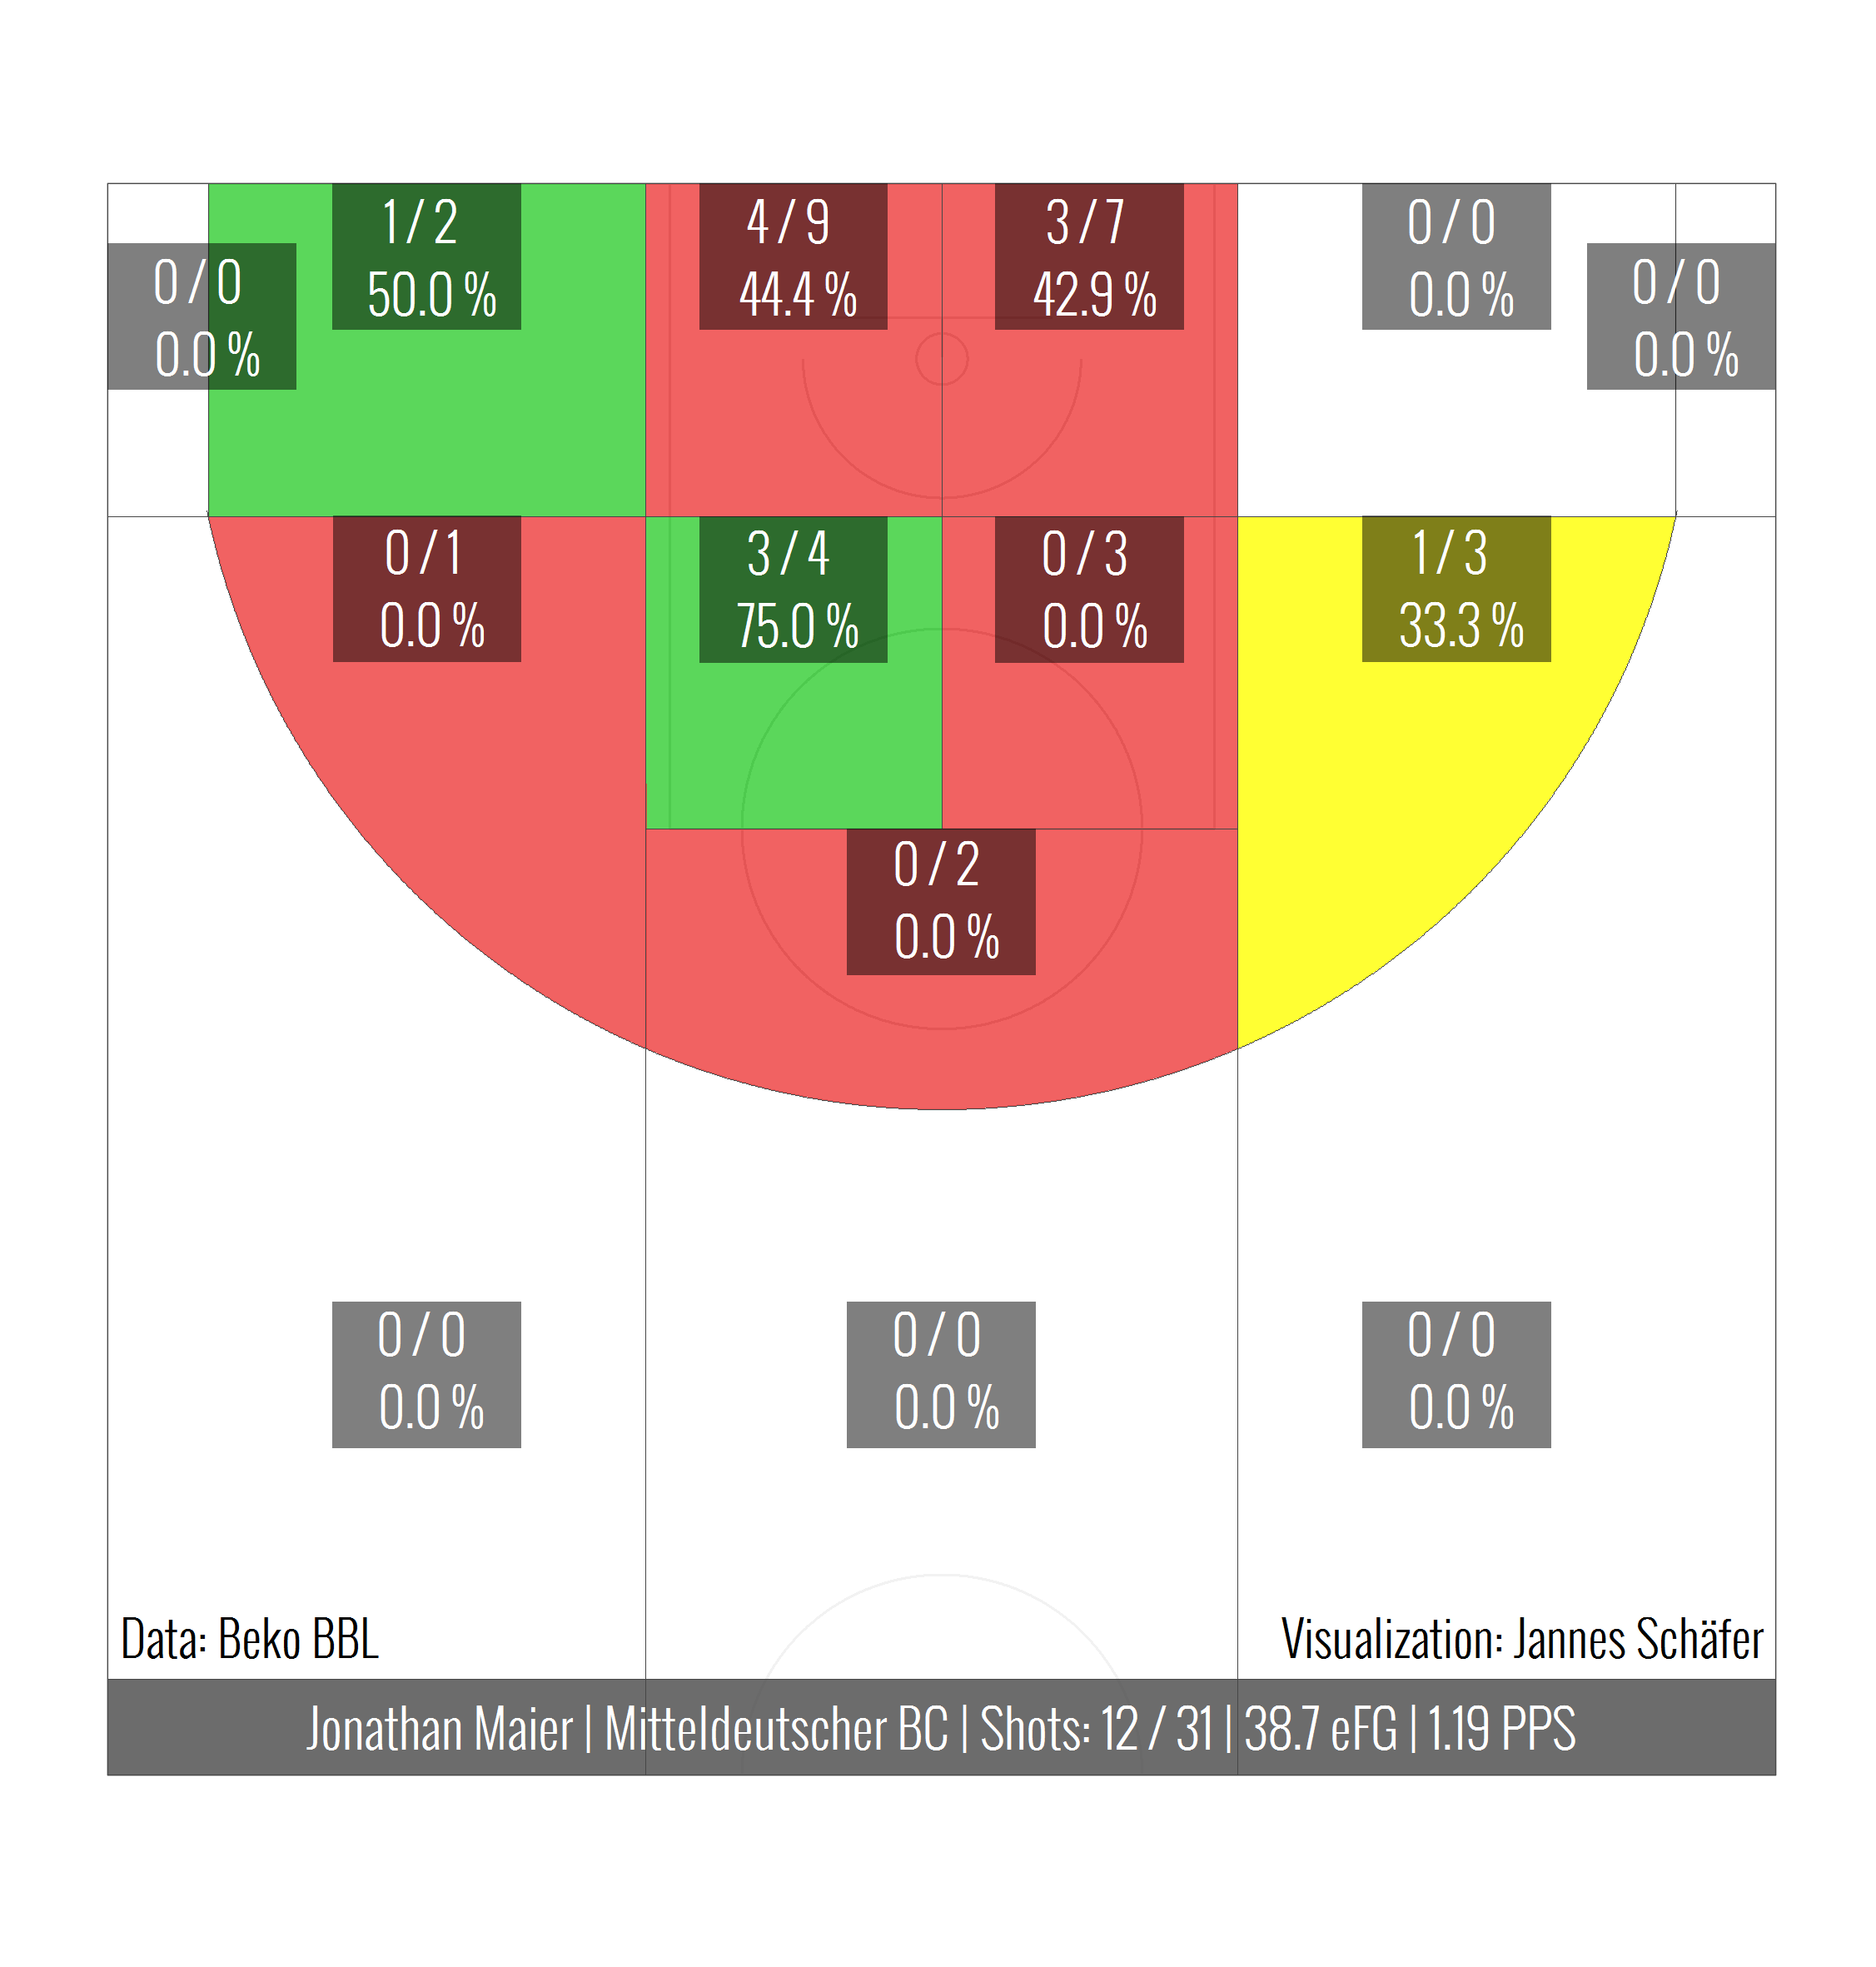 1 / 2
50.0 %
4 / 9
44.4 %
3 / 7
42.9 %
0 / 0
0.0 %
0 / 0
0.0 %
0 / 0
0.0 %
0 / 1
0.0 %
3 / 4
75.0 %
0 / 3
0.0 %
1 / 3
33.3 %
0 / 2
0.0 %
0 / 0
0.0 %
0 / 0
0.0 %
0 / 0
0.0 %
Data: Beko BBL
Visualization: Jannes Schäfer
Jonathan Maier | Mitteldeutscher BC | Shots: 12 / 31 | 38.7 eFG | 1.19 PPS